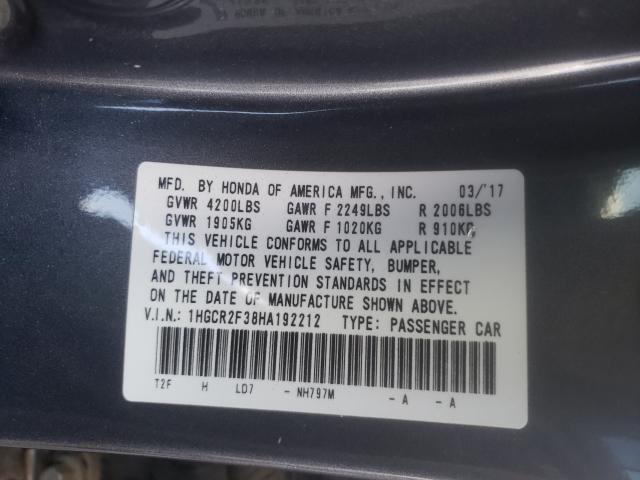 MFD. BY HONDA OF AMERICA MFG., INC. 03/'17
GVWR 4200LBS GAWR F 2249LBS R 2006LBS
GVWR 1905KG GAWR F 1020KG R 910KG
THIS VEHICLE CONFORMS TO ALL APPLICABLE
FEDERAL MOTOR VEHICLE SAFETY, BUMPER,
AND THEFT PREVENTION STANDARDS IN EFFECT
ON THE DATE OF MANUFACTURE SHOWN ABOVE.
V.I.N.: 1HGCR2F38HA192212 TYPE: PASSENGER CAR
T2F H LD7 - NH797M - A - A